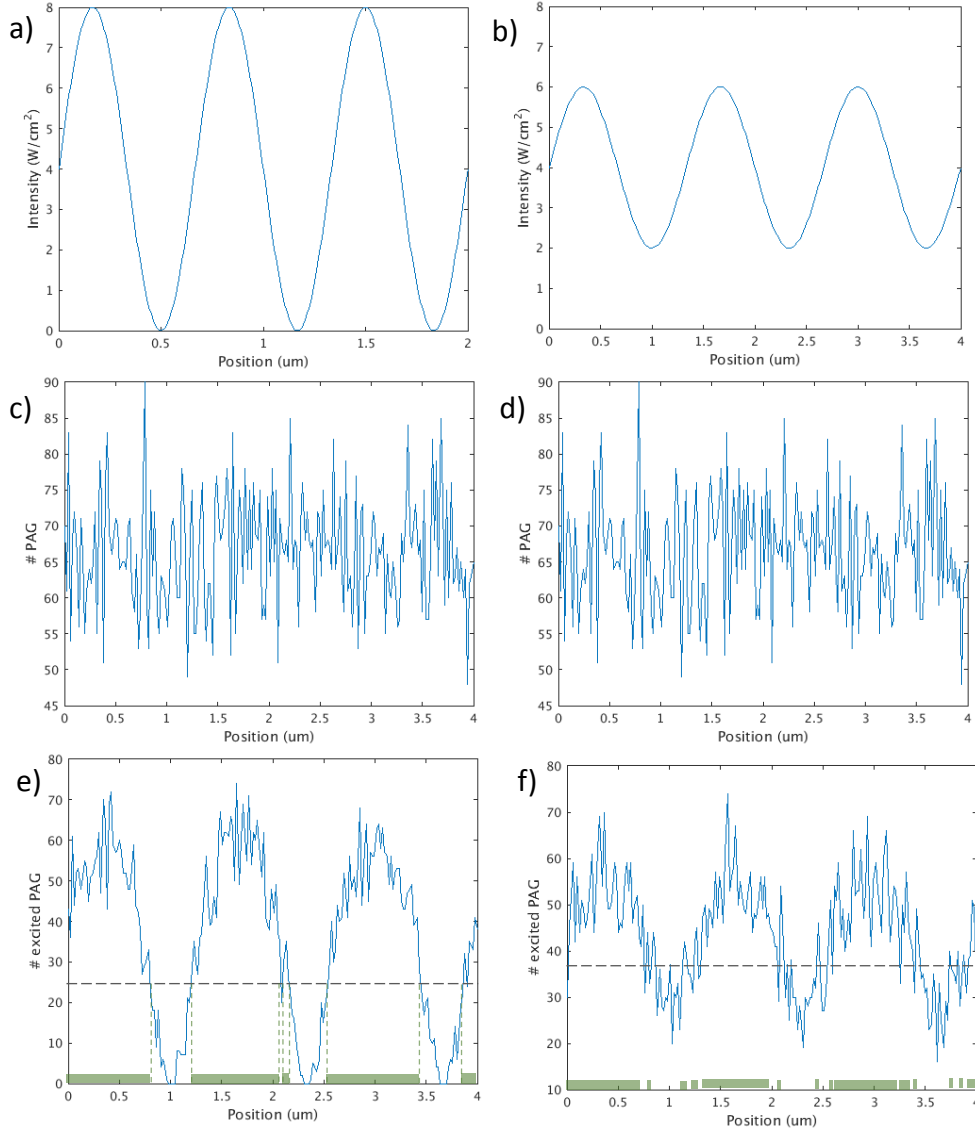 a)
8
7
6
5
4
3
2
1
0
Intensity (W/cm2)
0 0.5 1 1.5 2
Position (um)
b)
8
7
6
5
4
3
2
1
0
Intensity (W/cm2)
0 0.5 1 1.5 2 2.5 3 3.5 4
Position (um)
c)
90
85
80
75
70
65
60
55
50
45
# PAG
0 0.5 1 1.5 2 2.5 3 3.5 4
Position (um)
d)
90
85
80
75
70
65
60
55
50
45
# PAG
0 0.5 1 1.5 2 2.5 3 3.5 4
Position (um)
e)
80
70
60
50
40
30
20
10
0
# excited PAG
0 0.5 1 1.5 2 2.5 3 3.5 4
Position (um)
f)
80
70
60
50
40
30
20
10
# excited PAG
0 0.5 1 1.5 2 2.5 3 3.5 4
Position (um)